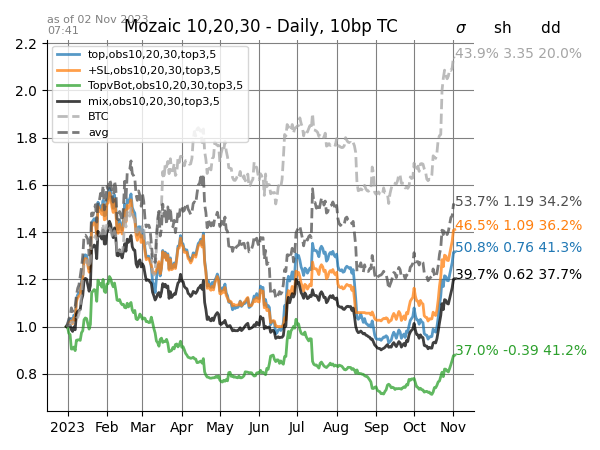 as of 02 Nov 2023
07:41
Mozaic 10,20,30 - Daily, 10bp TC
σ sh dd
top,obs10,20,30,top3,5
+SL,obs10,20,30,top3,5
TopvBot,obs10,20,30,top3,5
mix,obs10,20,30,top3,5
BTC
avg
43.9% 3.35 20.0%
53.7% 1.19 34.2%
46.5% 1.09 36.2%
50.8% 0.76 41.3%
39.7% 0.62 37.7%
37.0% -0.39 41.2%
2.2
2.0
1.8
1.6
1.4
1.2
1.0
0.8
2023 Feb Mar Apr May Jun Jul Aug Sep Oct Nov